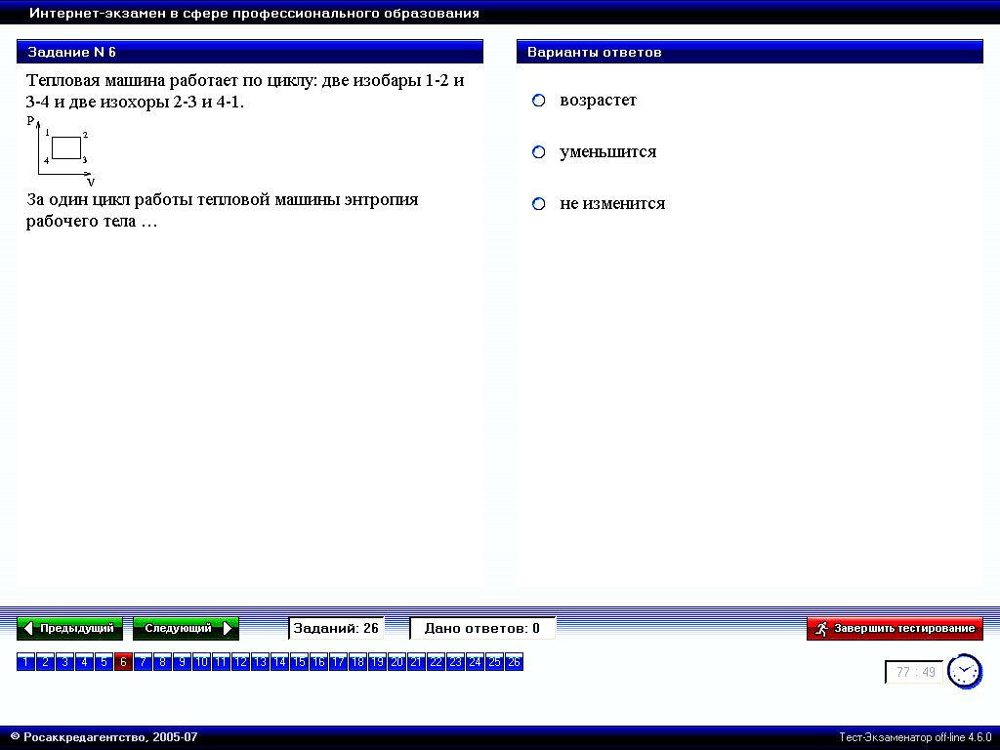 Интернет-экзамен в сфере профессионального образования
Задание N 6
Тепловая машина работает по циклу: две изобары 1-2 и
3-4 и две изохоры 2-3 и 4-1.
P
1 2
4 3
V
За один цикл работы тепловой машины энтропия
рабочего тела …
Варианты ответов
возрастет
уменьшится
не изменится
Предыдущий Следующий Заданий: 26 Дано ответов: 0 Завершить тестирование
1 2 3 4 5 6 7 8 9 10 11 12 13 14 15 16 17 18 19 20 21 22 23 24 25 26
77 : 49
© Росаккредагентство, 2005-07 Тест-Экзаменатор off-line 4.6.0